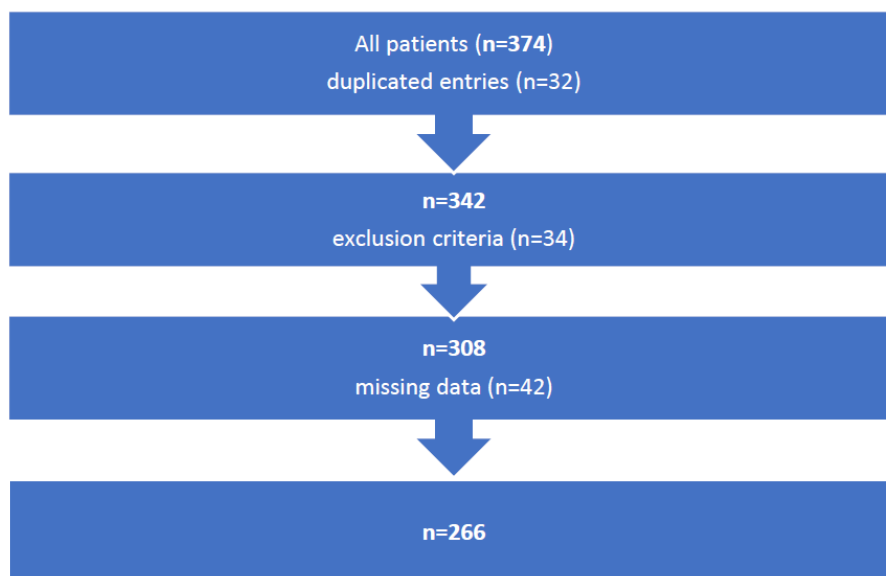 All patients (n=374)
duplicated entries (n=32)
n=342
exclusion criteria (n=34)
n=308
missing data (n=42)
n=266